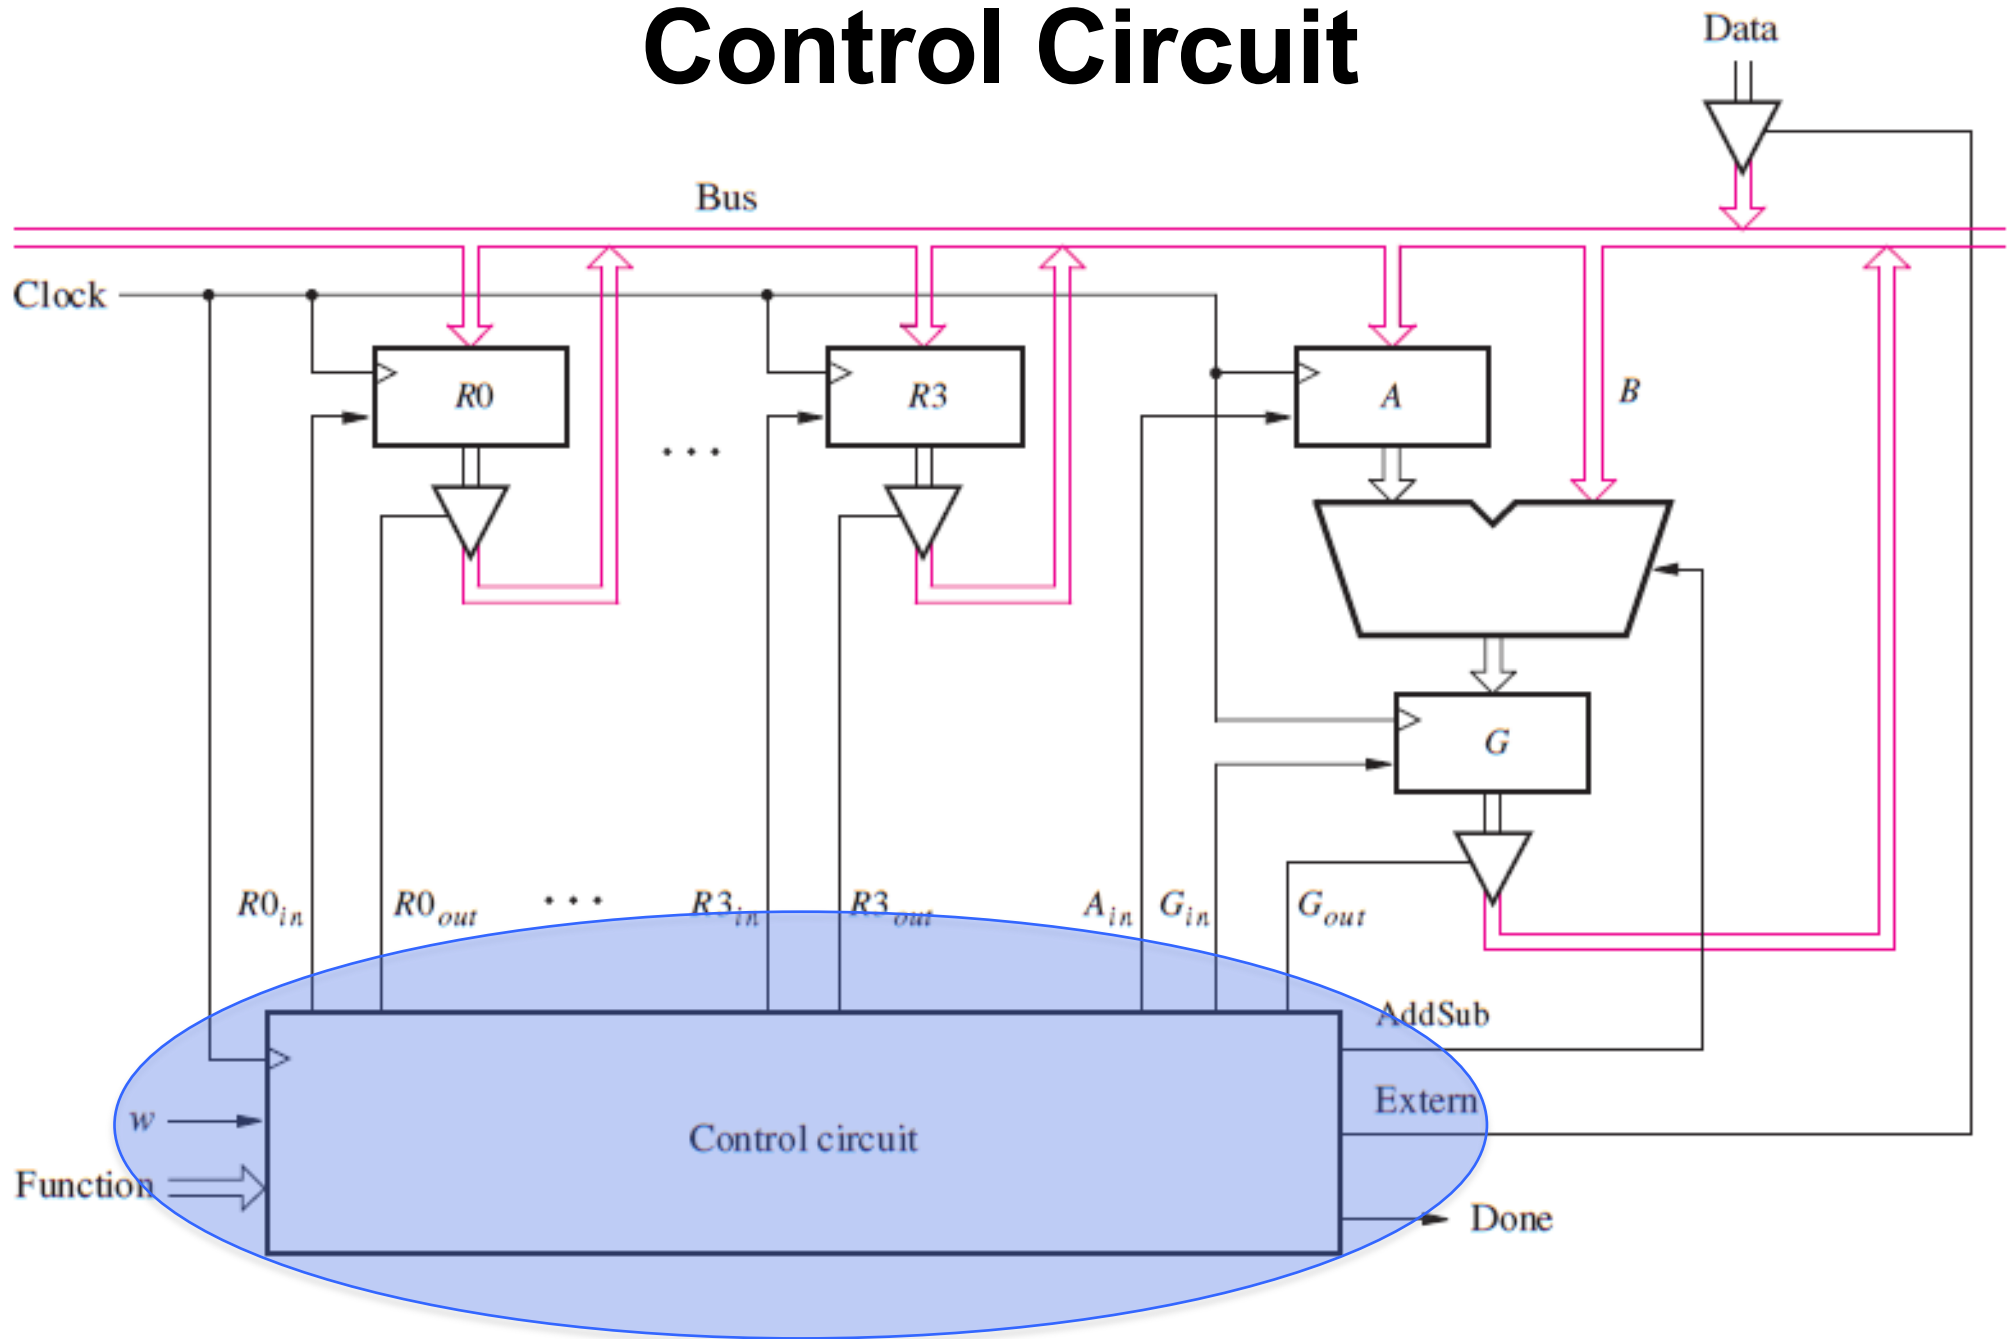 Control Circuit
Data
Bus
Clock
R0
R3
A
B
G
R0in
R0out
R3in
R3out
Ain
Gin
Gout
AddSub
Extern
w
Control circuit
Function
Done